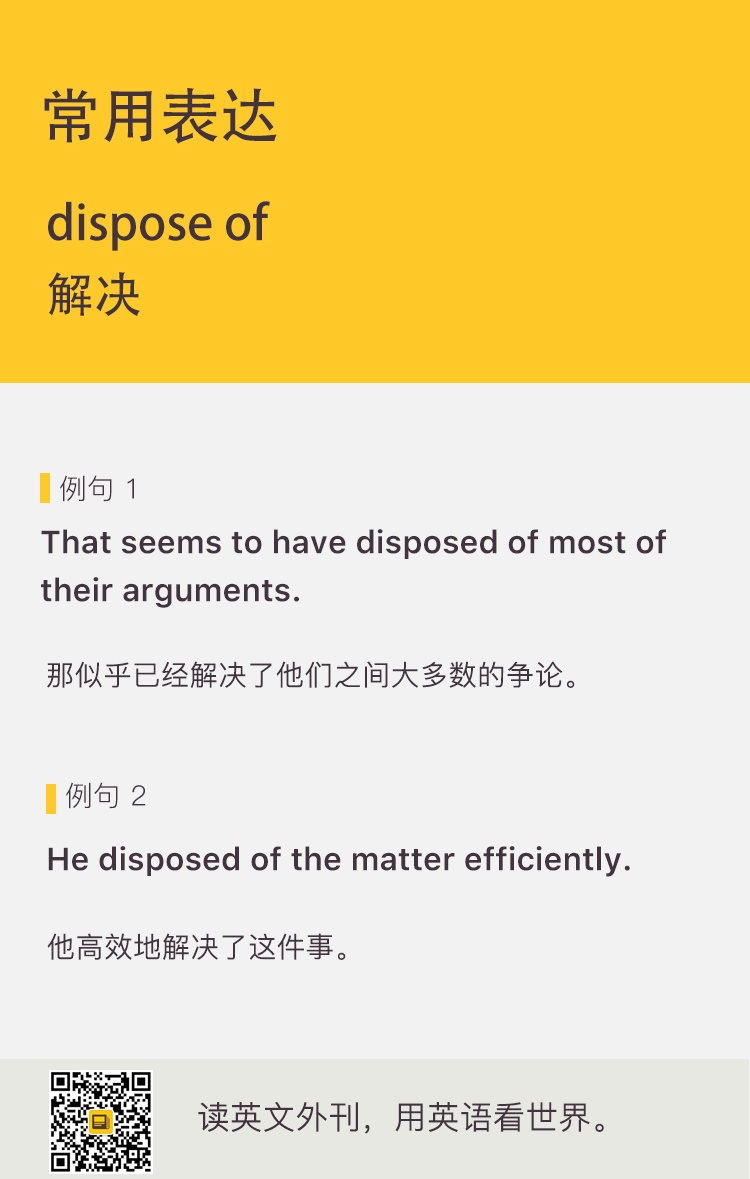 常用表达
dispose of
解决
例句 1
That seems to have disposed of most of
their arguments.
那似乎已经解决了他们之间大多数的争论。
例句 2
He disposed of the matter efficiently.
他高效地解决了这件事。
读英文外刊，用英语看世界。